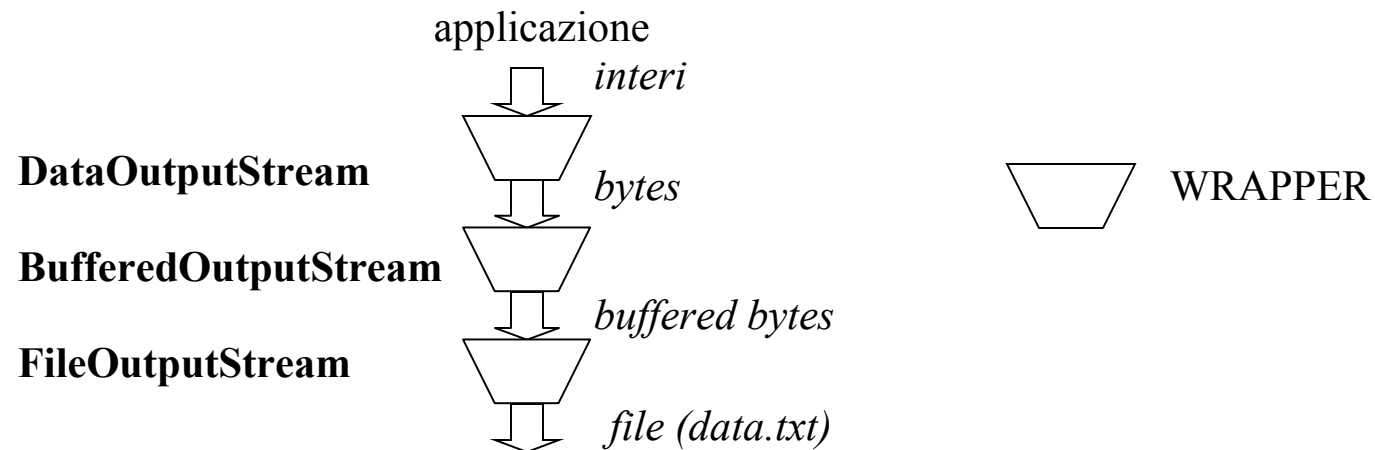 applicazione
interi
DataOutputStream
bytes
WRAPPER
BufferedOutputStream
buffered bytes
FileOutputStream
file (data.txt)